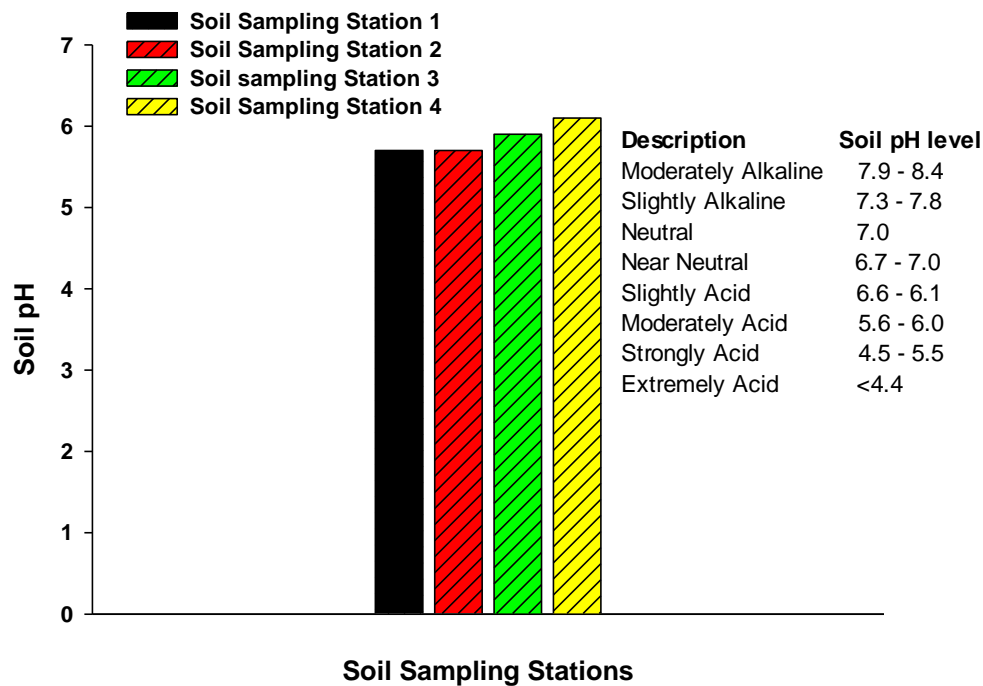 Soil Sampling Station 1
Soil Sampling Station 2
Soil sampling Station 3
Soil Sampling Station 4
7
6
5
4
3
2
1
0
Soil pH
Description Soil pH level
Moderately Alkaline 7.9 - 8.4
Slightly Alkaline 7.3 - 7.8
Neutral 7.0
Near Neutral 6.7 - 7.0
Slightly Acid 6.6 - 6.1
Moderately Acid 5.6 - 6.0
Strongly Acid 4.5 - 5.5
Extremely Acid <4.4
Soil Sampling Stations